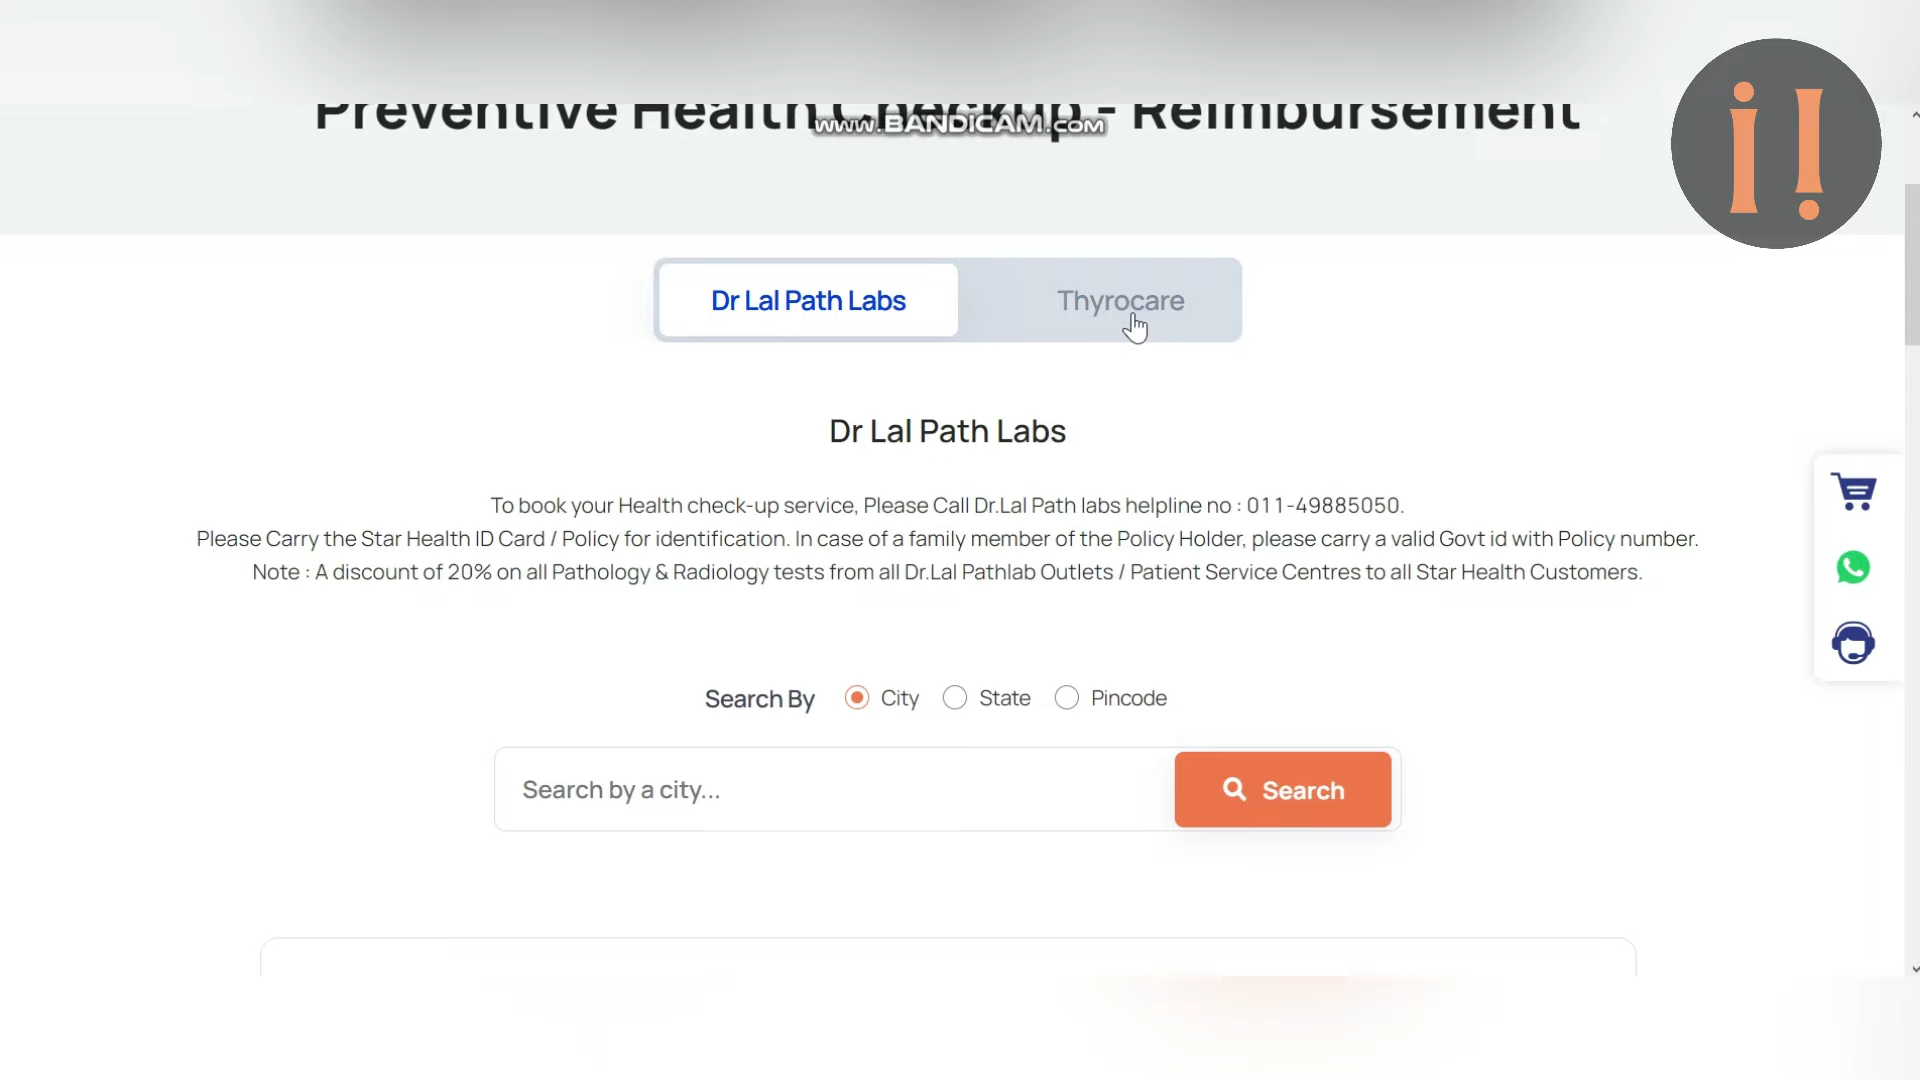 Preventive Health Checkup - Reimbursement
www.BANDICAM.com
Dr Lal Path Labs
Thyrocare
Dr Lal Path Labs
To book your Health check-up service, Please Call Dr.Lal Path labs helpline no : 011-49885050.
Please Carry the Star Health ID Card / Policy for identification. In case of a family member of the Policy Holder, please carry a valid Govt id with Policy number.
Note : A discount of 20% on all Pathology & Radiology tests from all Dr.Lal Pathlab Outlets / Patient Service Centres to all Star Health Customers.
Search By City State Pincode
Search by a city...
Search